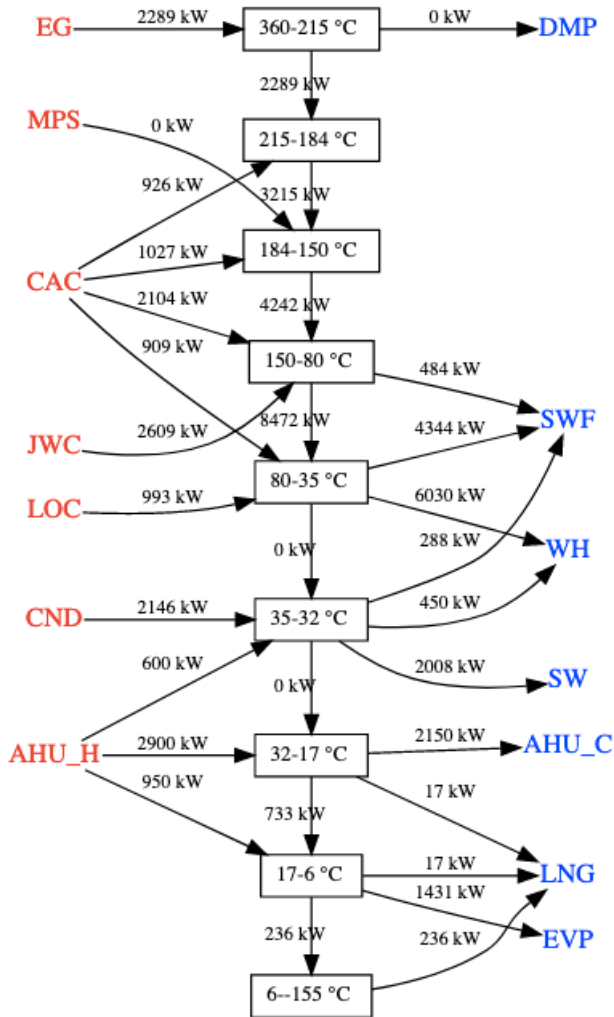 EG 2289 kW 360-215 °C 0 kW DMP
2289 kW
MPS 0 kW 215-184 °C
926 kW 3215 kW
1027 kW 184-150 °C
CAC
2104 kW 4242 kW
909 kW 150-80 °C 484 kW
SWF
JWC 2609 kW 8472 kW 4344 kW
80-35 °C
LOC 993 kW 6030 kW
0 kW 288 kW WH
CND 2146 kW 35-32 °C 450 kW
600 kW 0 kW 2008 kW SW
AHU_H 2900 kW 32-17 °C 2150 kW AHU_C
950 kW 733 kW 17 kW
17-6 °C 17 kW LNG
1431 kW
236 kW 236 kW EVP
6--155 °C